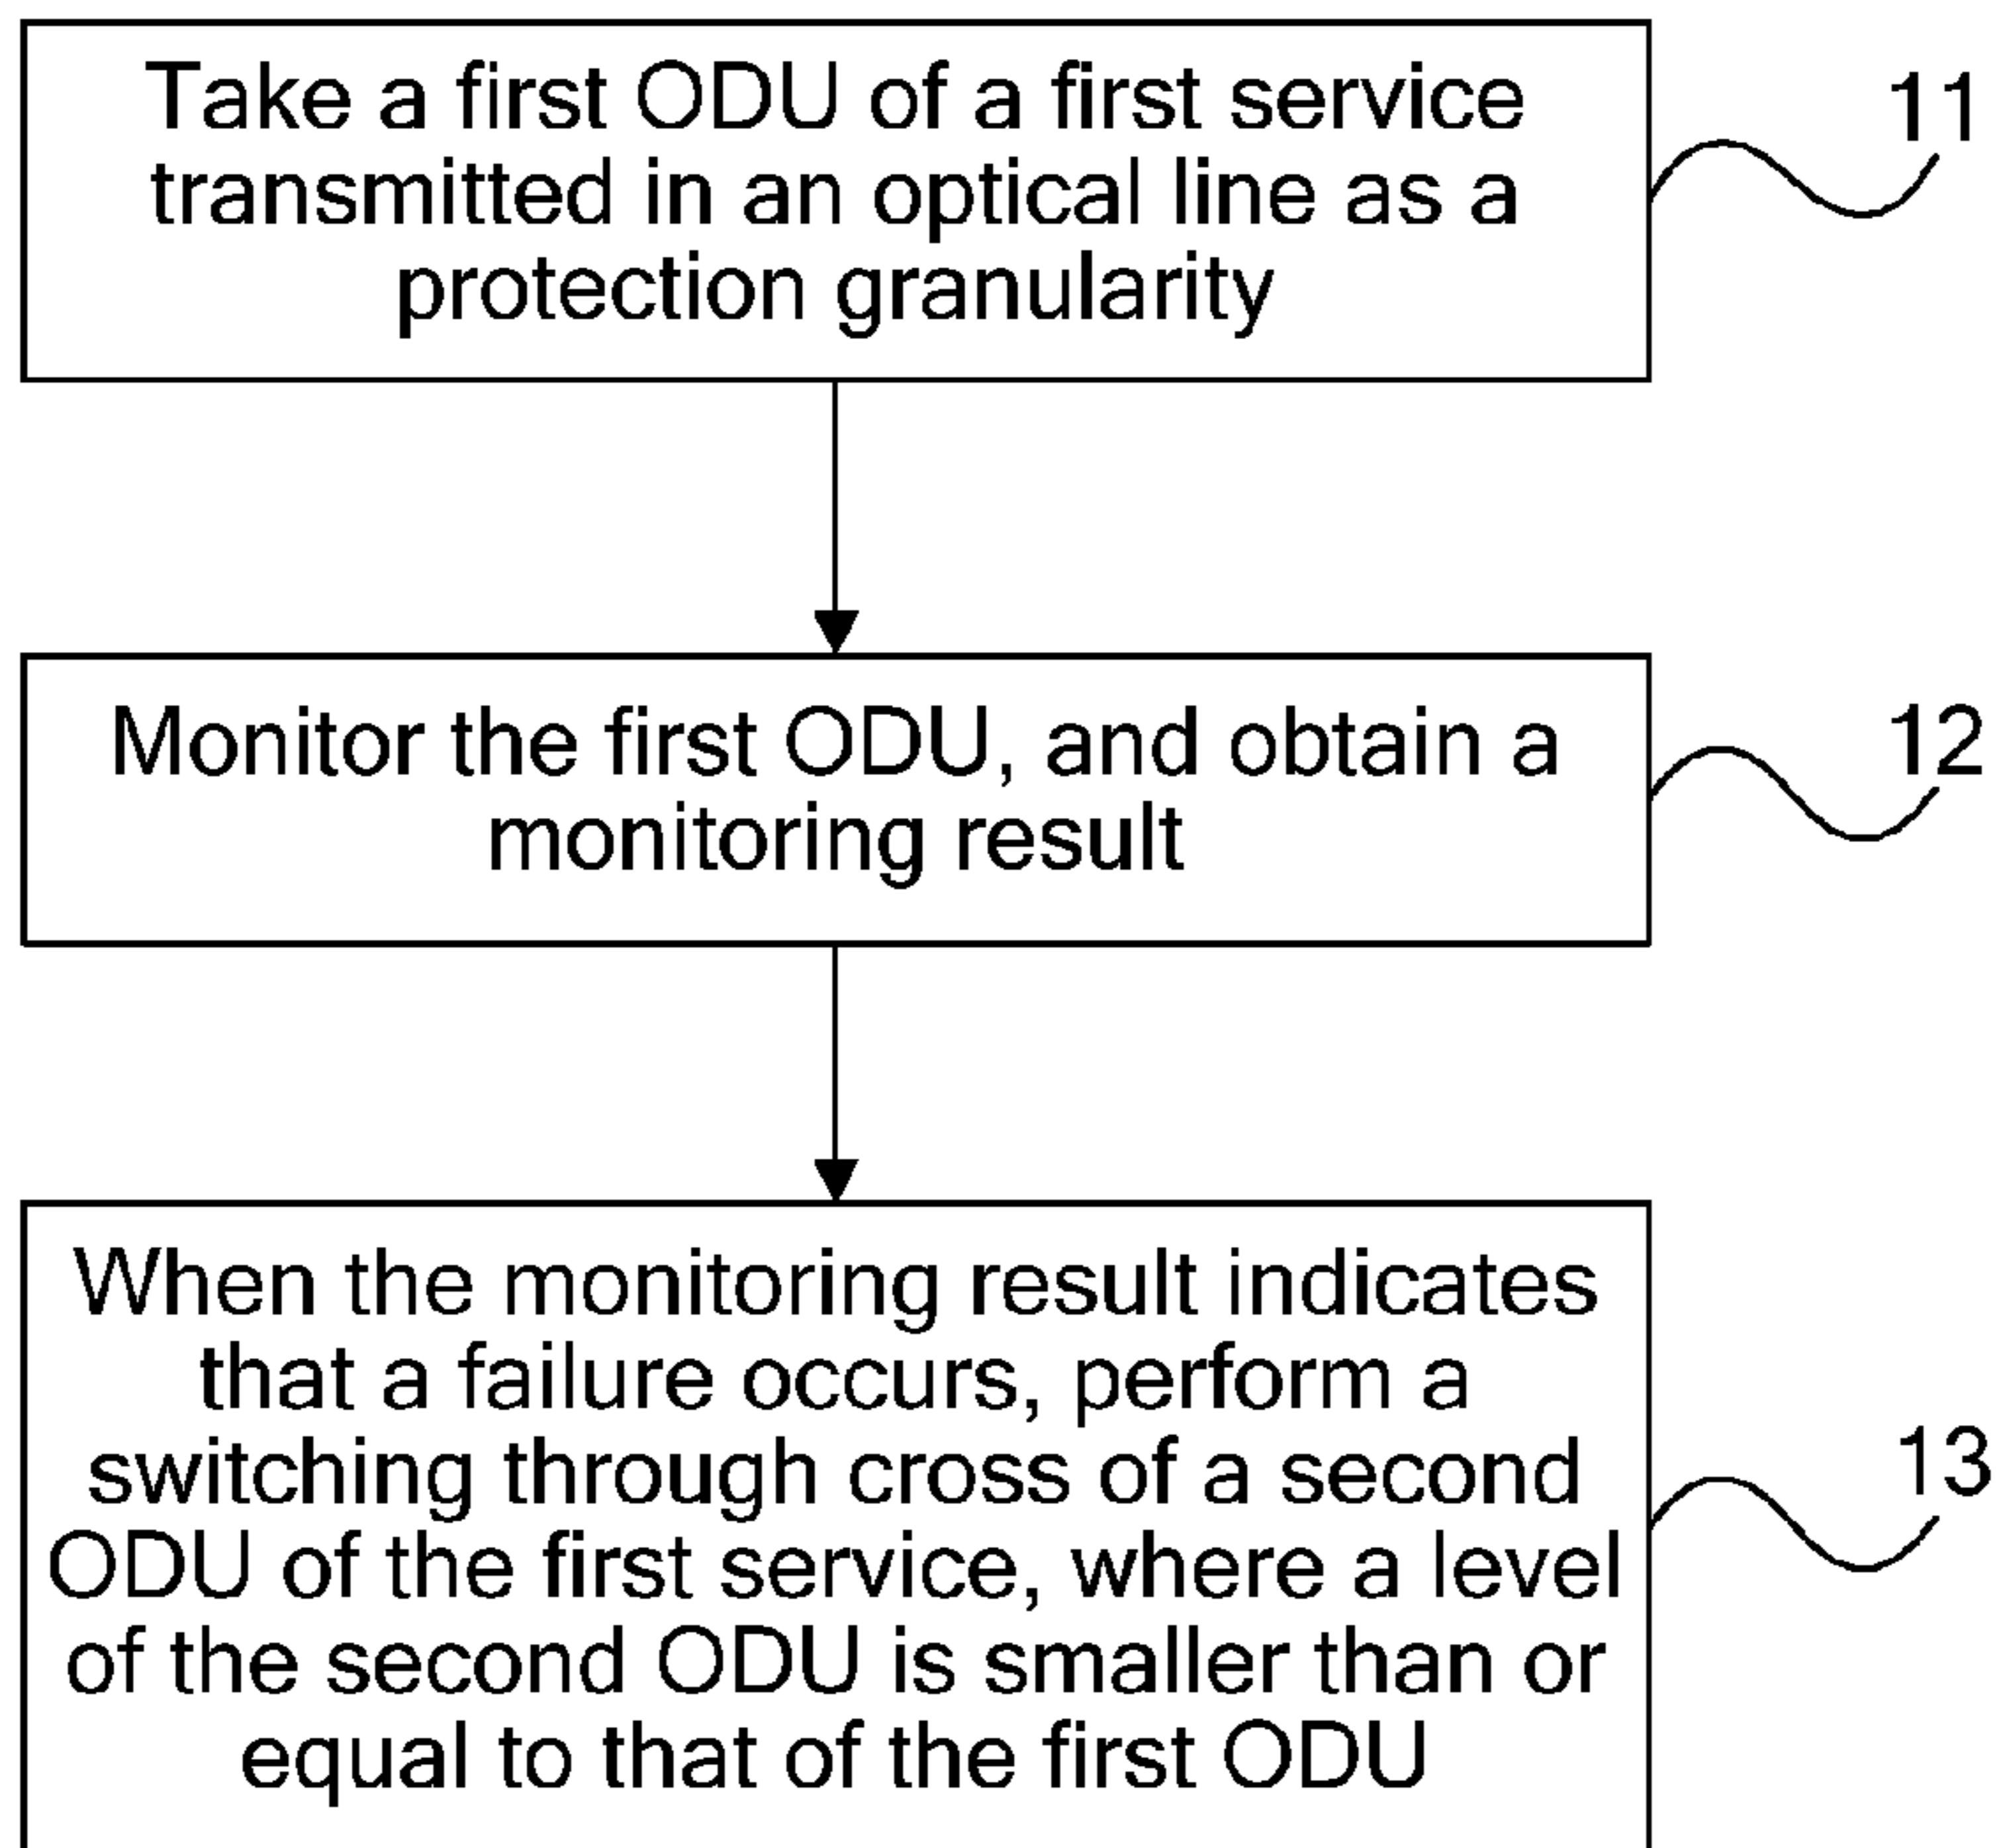 Take a first ODU of a first service
transmitted in an optical line as a
protection granularity
11
Monitor the first ODU, and obtain a
monitoring result
12
When the monitoring result indicates
that a failure occurs, perform a
switching through cross of a second
ODU of the first service, where a level
of the second ODU is smaller than or
equal to that of the first ODU
13